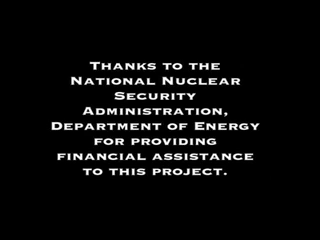 Thanks to the
National Nuclear
Security
Administration,
Department of Energy
for providing
financial assistance
to this project.